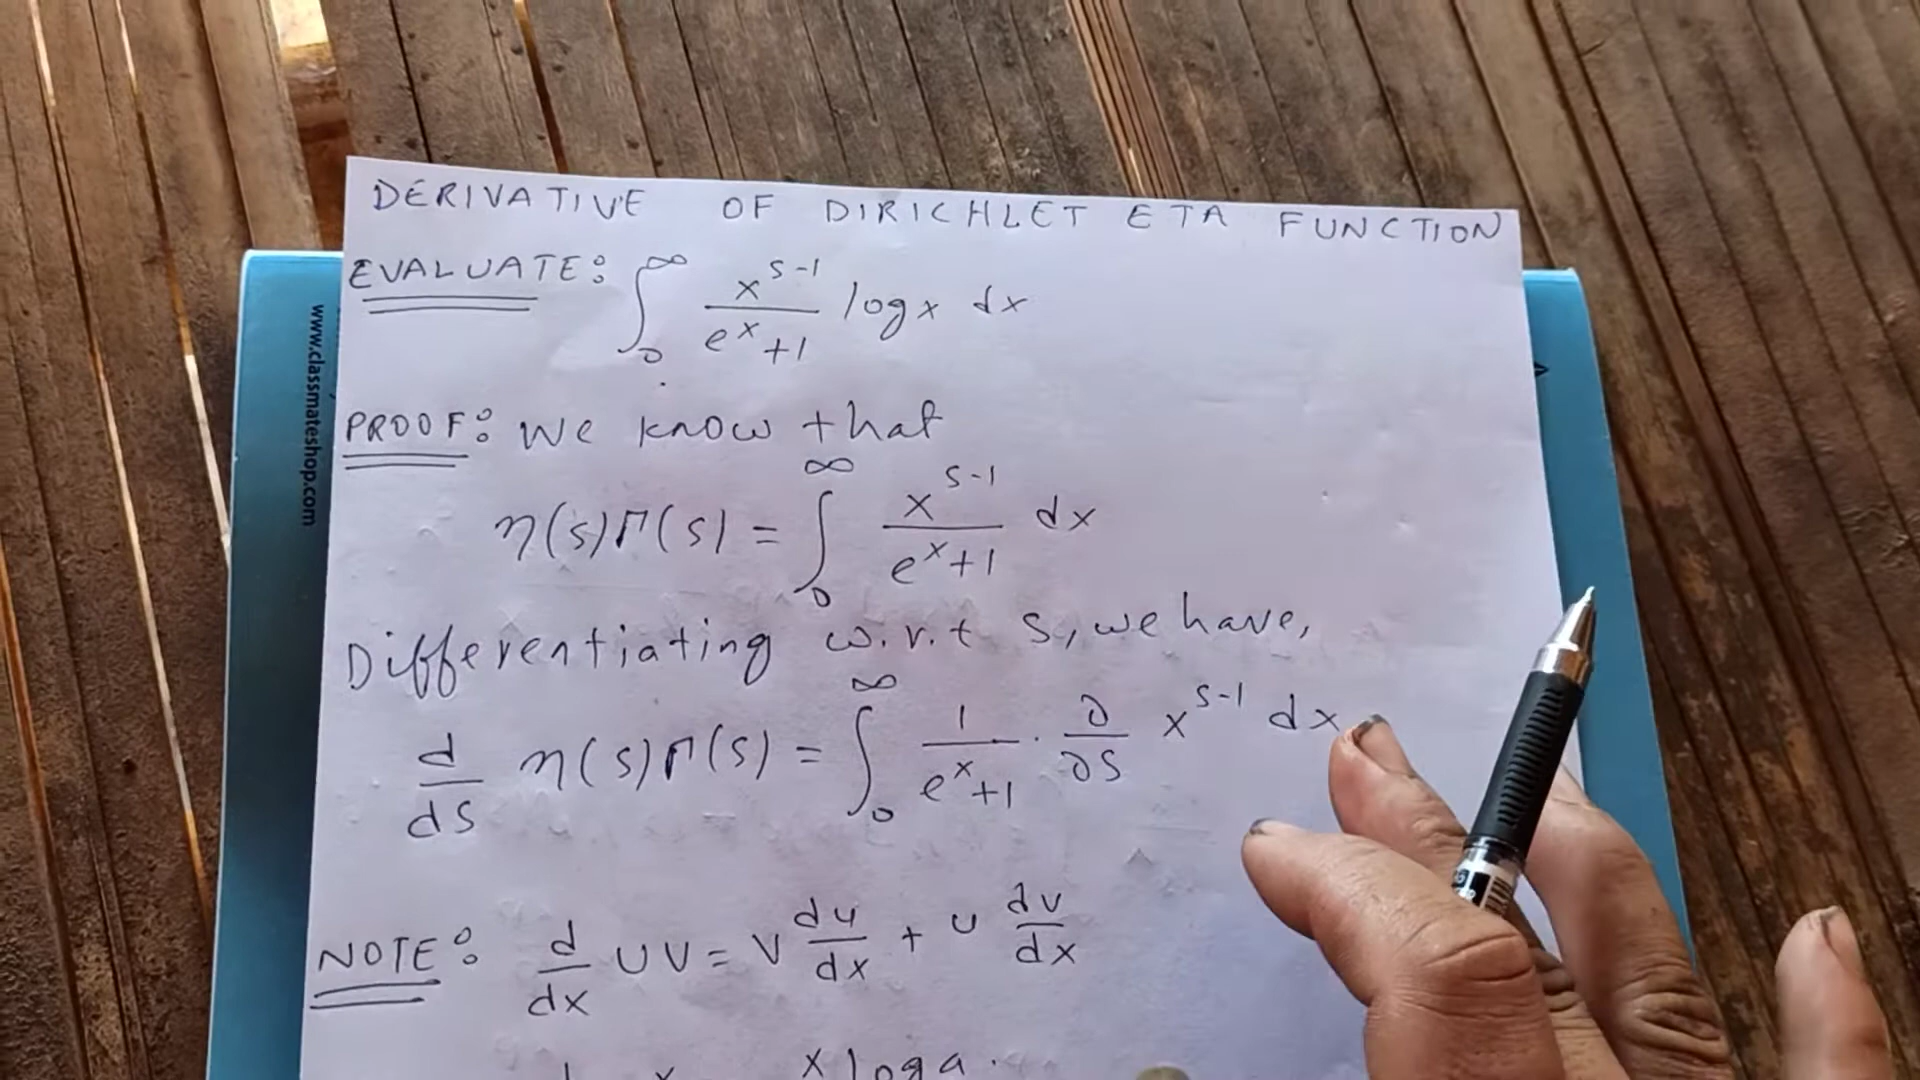 DERIVATIVE OF DIRICHLET ETA FUNCTION
EVALUATE: ∫₀^∞ x^(s-1)/(e^x+1) log x dx
PROOF: We know that
η(s)Γ(s) = ∫₀^∞ x^(s-1)/(e^x+1) dx
Differentiating w.r.t s, we have,
d/ds η(s)Γ(s) = ∫₀^∞ 1/(e^x+1) · ∂/∂s x^(s-1) dx
NOTE: d/dx UV = V du/dx + U dv/dx
x log a
www.classmateshop.com